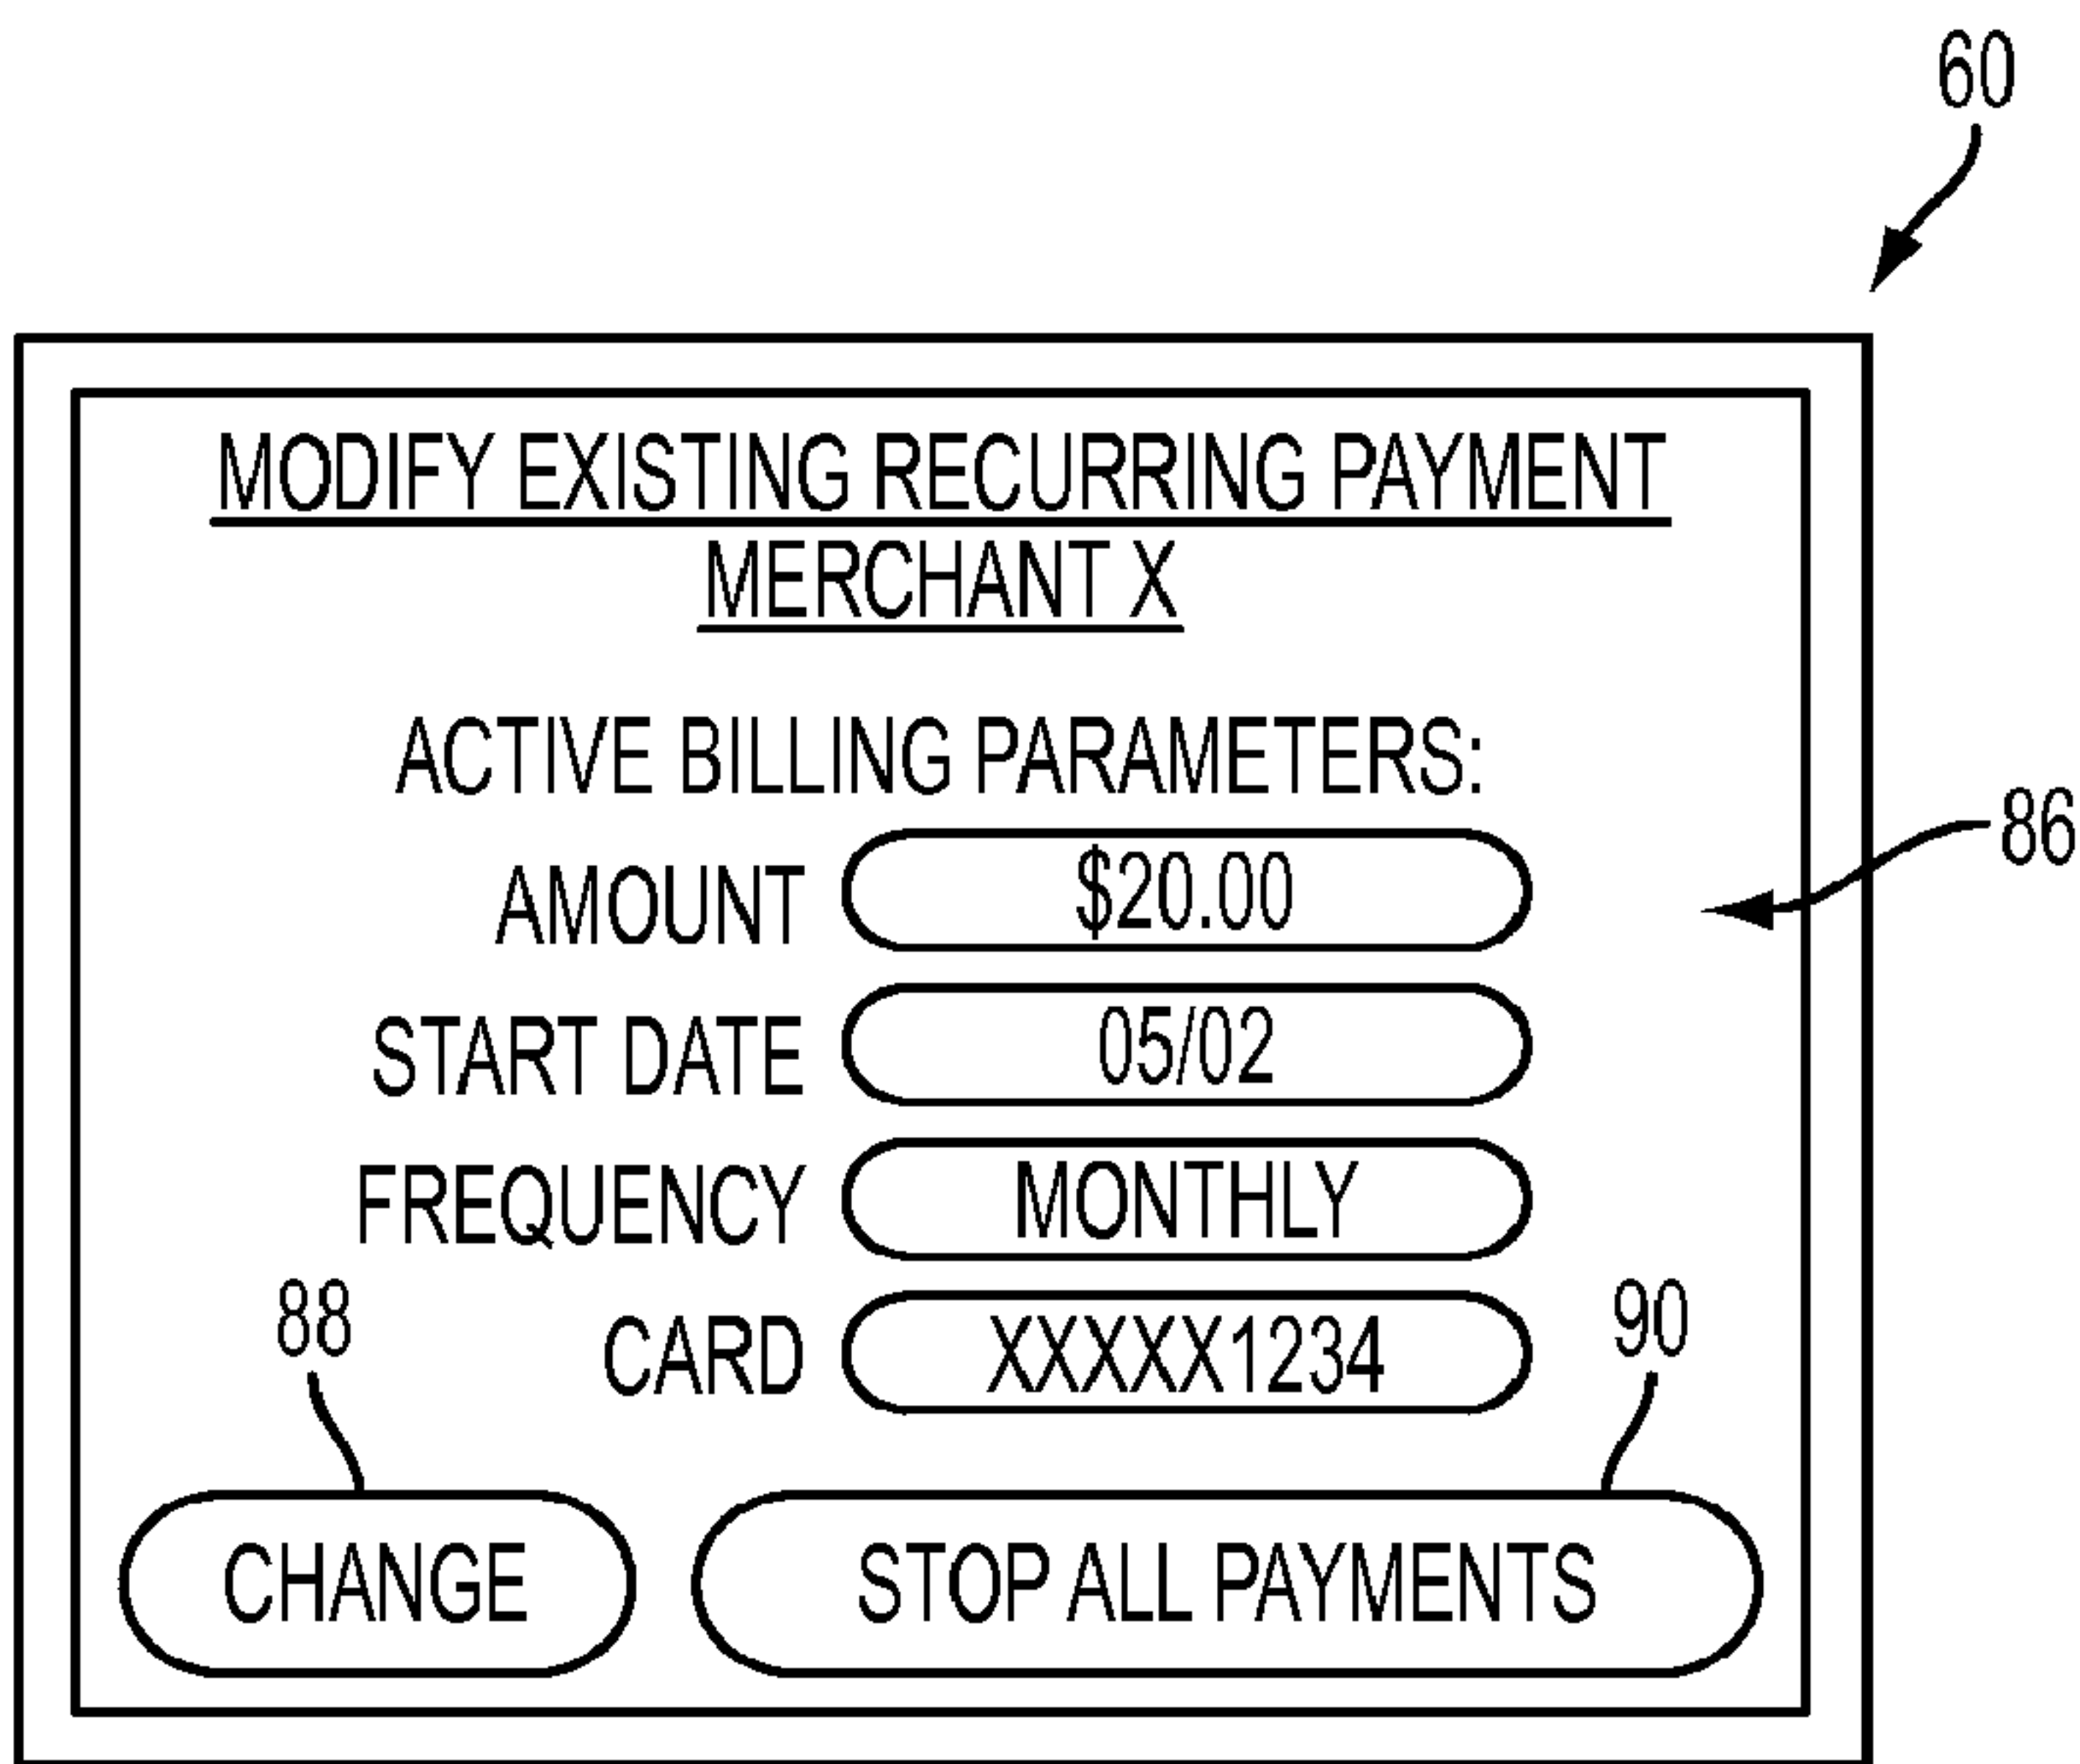 60
MODIFY EXISTING RECURRING PAYMENT
MERCHANT X
ACTIVE BILLING PARAMETERS:
86
AMOUNT $20.00
START DATE 05/02
FREQUENCY MONTHLY
88
90
CARD XXXXX1234
CHANGE STOP ALL PAYMENTS